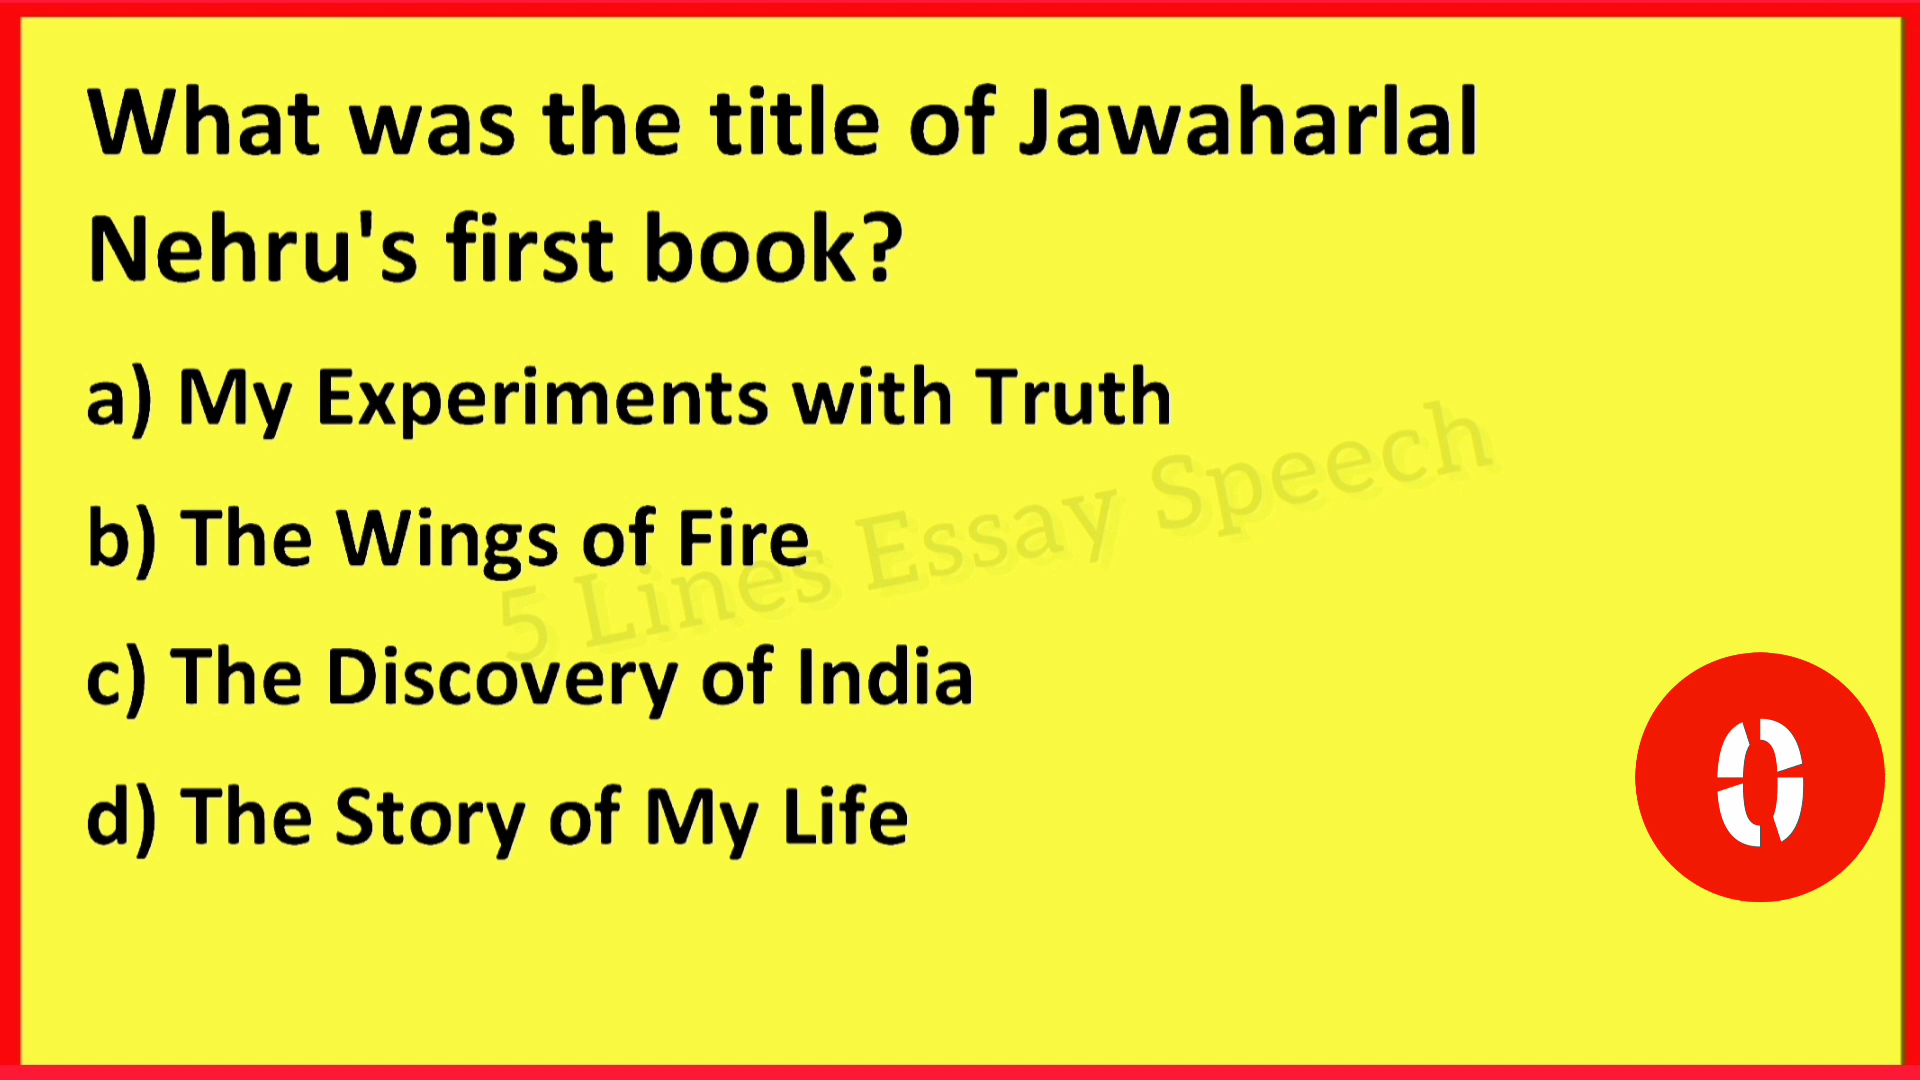 What was the title of Jawaharlal
Nehru's first book?
a) My Experiments with Truth
b) The Wings of Fire
c) The Discovery of India
d) The Story of My Life
5 Lines Essay Speech
0